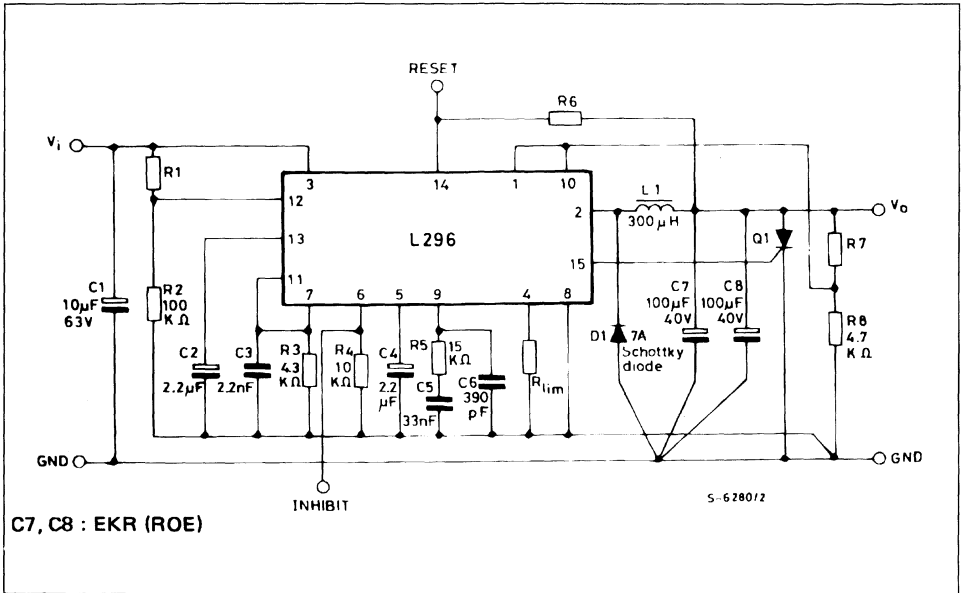 RESET
R6
Vi
R1
3
14
1
10
12
13
11
L296
2
15
L1
300µH
Vo
Q1
R7
C1
10µF
63V
R2
100
KΩ
7
6
5
9
4
8
C7
100µF
40V
C8
100µF
40V
R8
4.7
KΩ
C2
2.2µF
C3
2.2nF
R3
4.3
KΩ
R4
10
KΩ
C4
2.2
µF
R5
15
KΩ
C5
33nF
C6
390
pF
Rlim
D1
7A
Schottky
diode
GND
GND
INHIBIT
S-6280/2
C7, C8 : EKR (ROE)